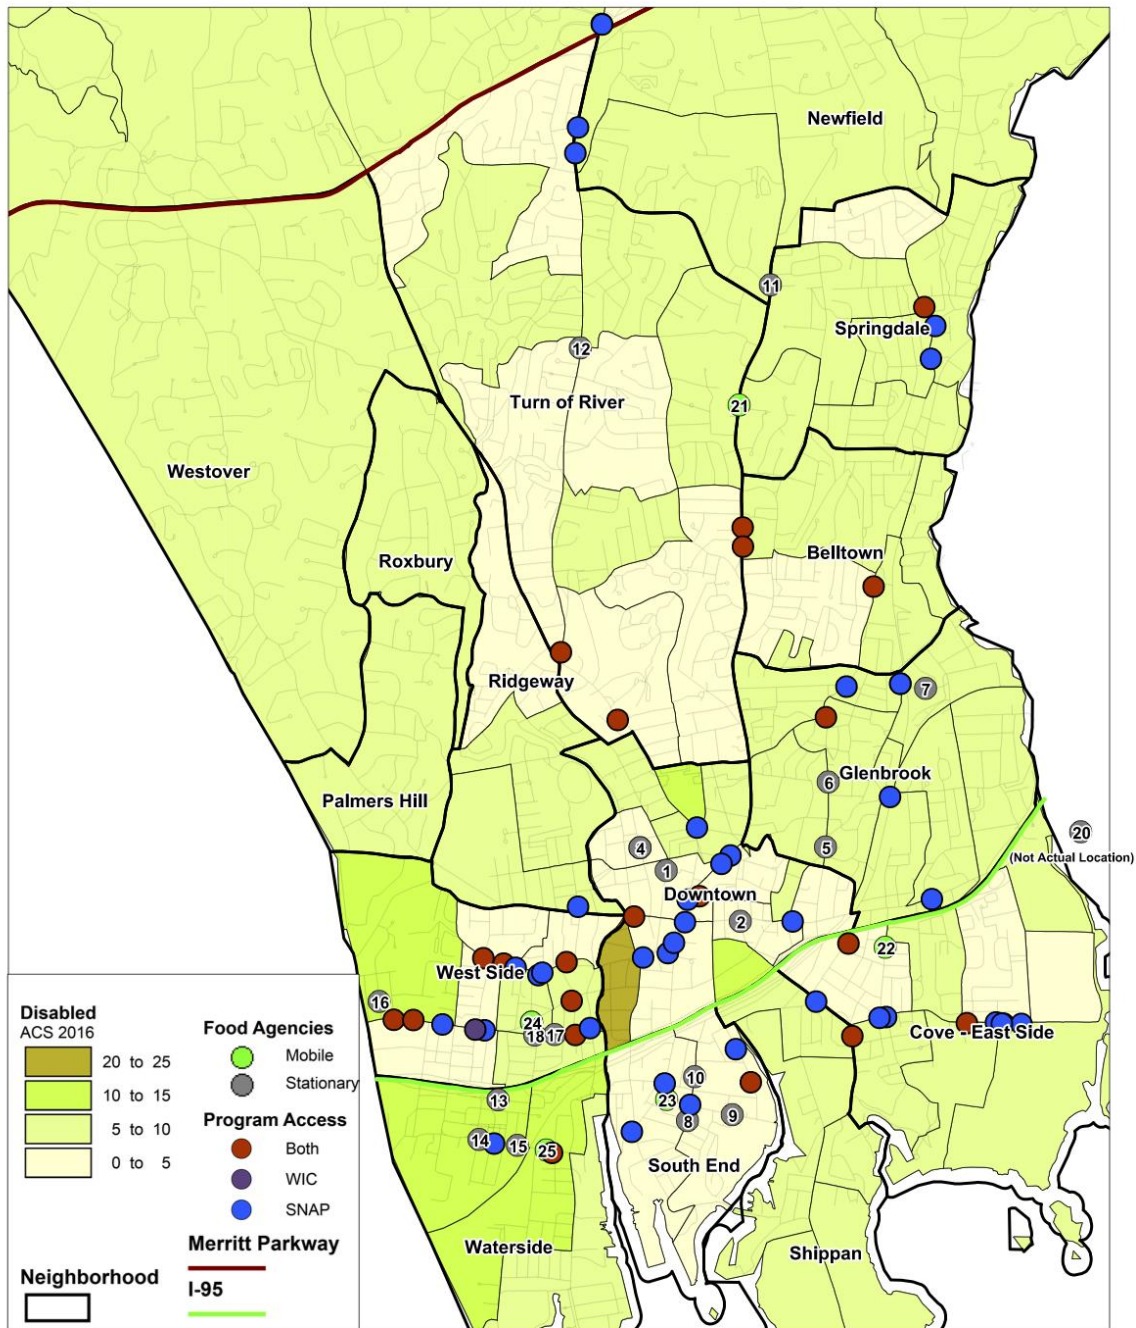 Newfield
11
Springdale
12
Turn of River
21
Westover
Belltown
Roxbury
Ridgeway
7
Glenbrook
6
Palmers Hill
20
(Not Actual Location)
4
5
1
Downtown
2
22
West Side
16
24
18
17
Cove - East Side
10
13
23
8
9
14
15
25
South End
Waterside
Shippan
Disabled
ACS 2016
20 to 25
10 to 15
5 to 10
0 to 5
Neighborhood
Food Agencies
Mobile
Stationary
Program Access
Both
WIC
SNAP
Merritt Parkway
I-95